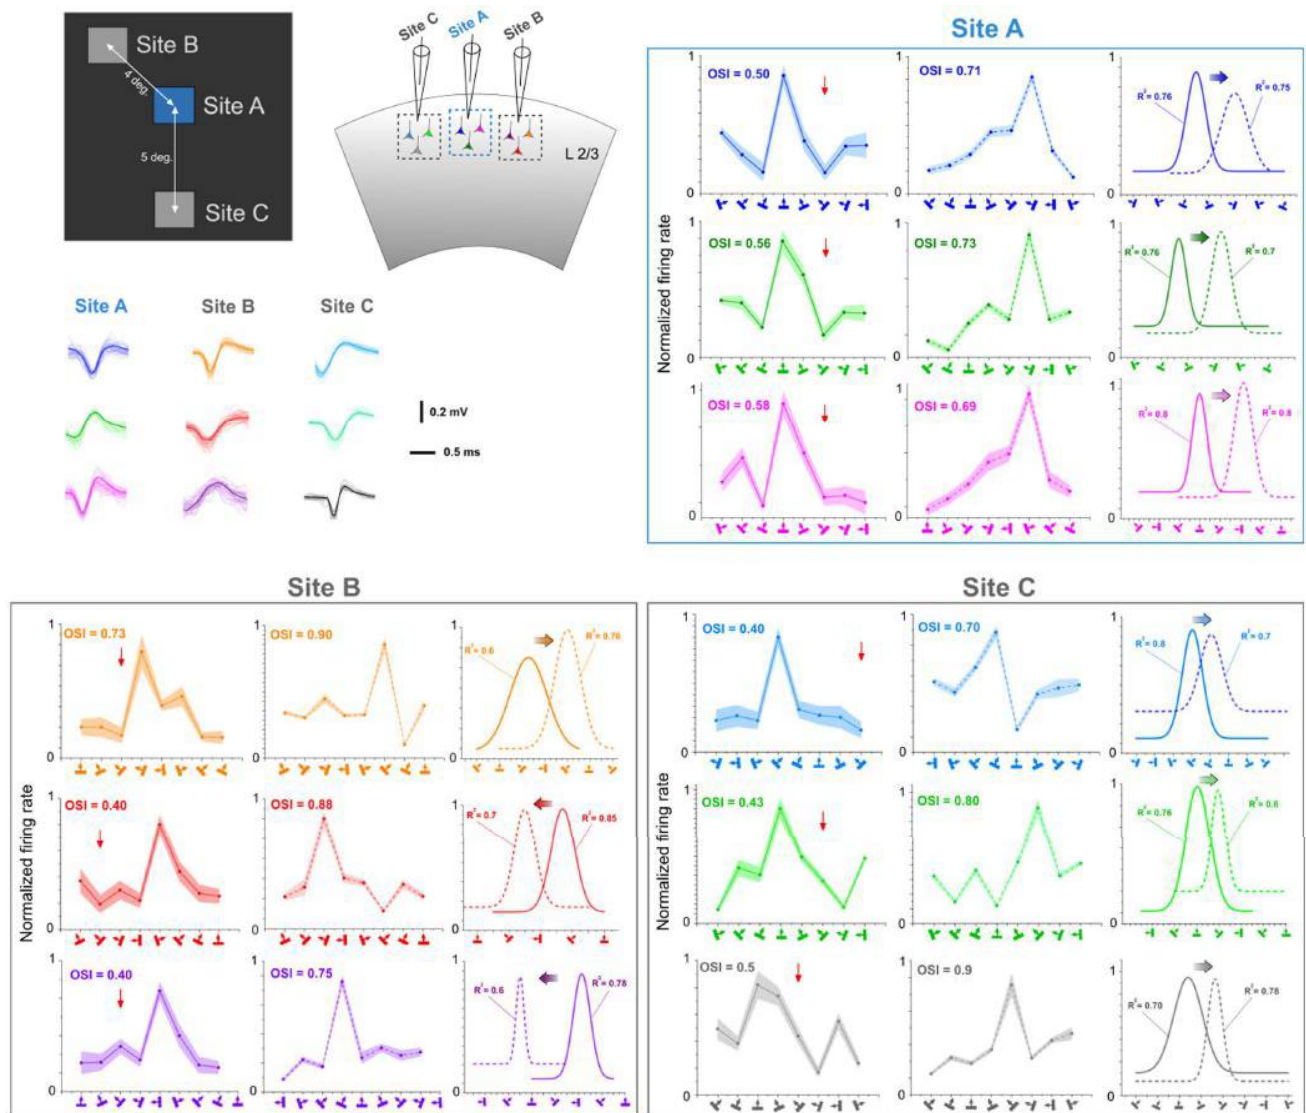 Site B
4 deg.
Site A
5 deg.
Site C
Site C
Site A
Site B
L 2/3
Site A
Site B
Site C
0.2 mV
0.5 ms
Site A
Normalized firing rate
1
OSI = 0.50
0
1
OSI = 0.71
0
1
R² = 0.76
R² = 0.75
0
1
OSI = 0.56
0
1
OSI = 0.73
0
1
R² = 0.76
R² = 0.7
0
1
OSI = 0.58
0
1
OSI = 0.69
0
1
R² = 0.8
R² = 0.8
0
Site B
Normalized firing rate
1
OSI = 0.73
0
1
OSI = 0.90
0
1
R² = 0.6
R² = 0.76
0
1
OSI = 0.40
0
1
OSI = 0.88
0
1
R² = 0.7
R² = 0.85
0
1
OSI = 0.40
0
1
OSI = 0.75
0
1
R² = 0.6
R² = 0.78
0
Site C
Normalized firing rate
1
OSI = 0.40
0
1
OSI = 0.70
0
1
R² = 0.8
R² = 0.7
0
1
OSI = 0.43
0
1
OSI = 0.80
0
1
R² = 0.76
0
1
OSI = 0.5
0
1
OSI = 0.9
0
1
R² = 0.70
R² = 0.78
0